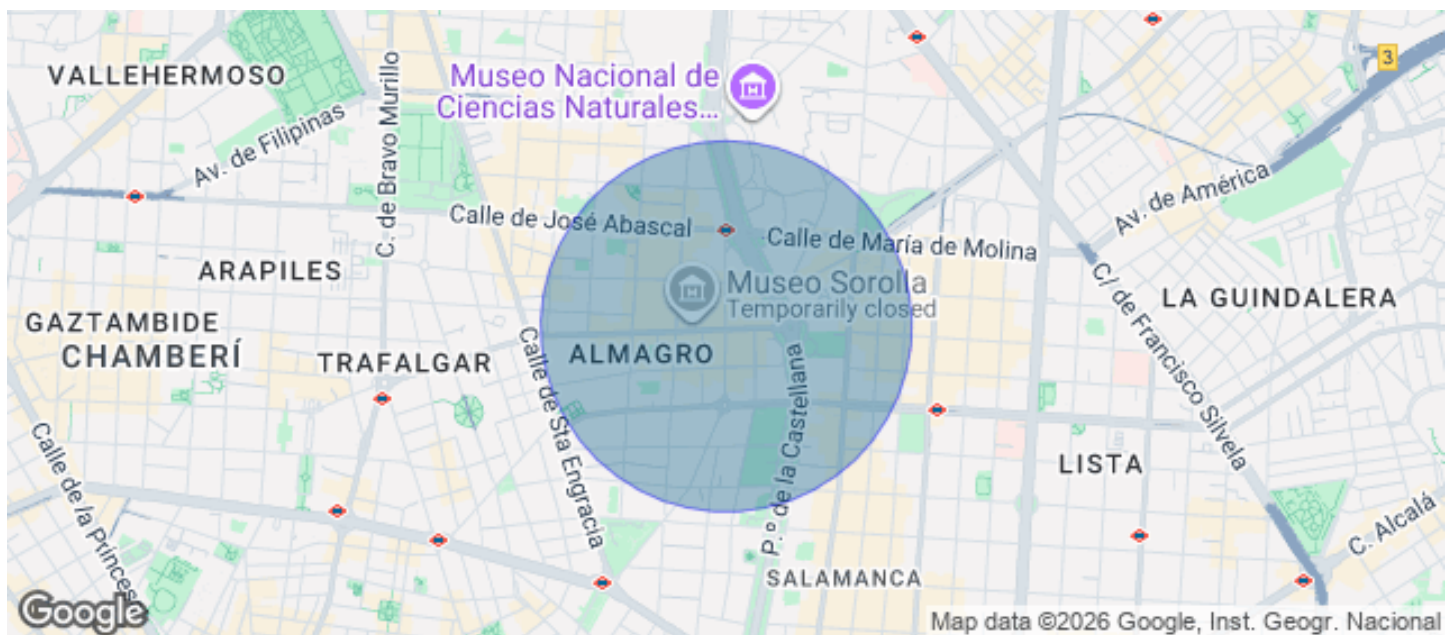 VALLEHERMOSO
Museo Nacional de
Ciencias Naturales...
3
Av. de Filipinas
C. de Bravo Murillo
Av. de América
Calle de José Abascal
Calle de María de Molina
ARAPILES
Museo Sorolla
Temporarily closed
C/ de Francisco Silvela
LA GUINDALERA
GAZTAMBIDE
CHAMBERÍ
TRAFALGAR
ALMAGRO
Calle de Sta Engracia
P.º de la Castellana
LISTA
Calle de la Princesa
C. Alcalá
SALAMANCA
Google
Map data ©2026 Google, Inst. Geogr. Nacional